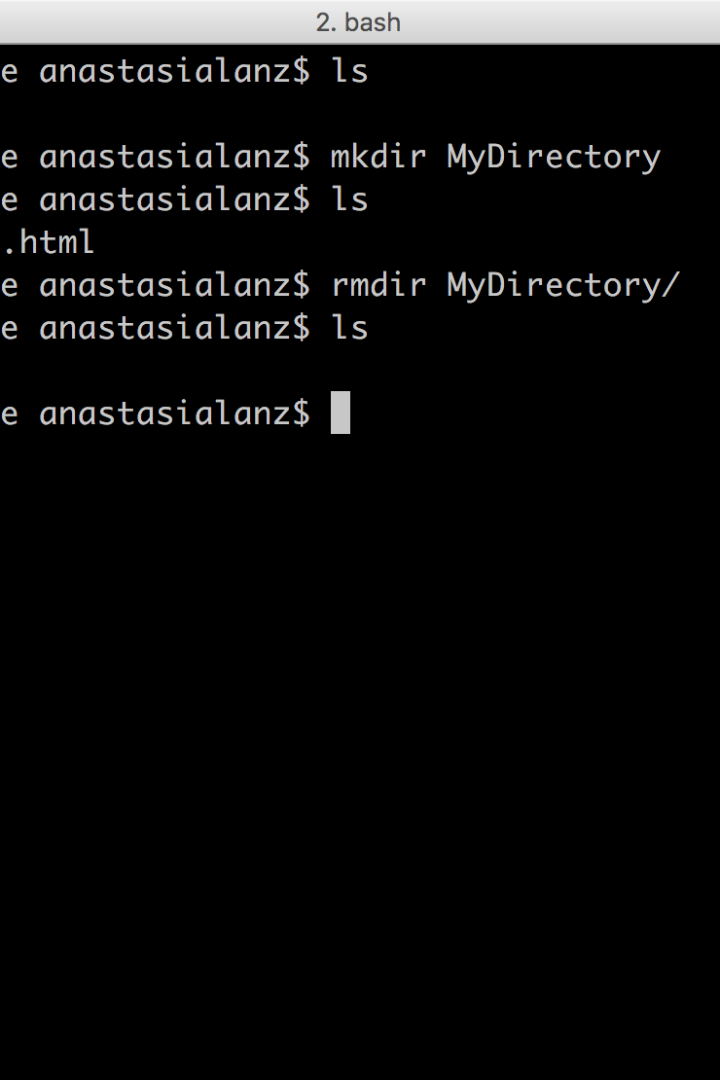 2. bash
e anastasialanz$ ls
e anastasialanz$ mkdir MyDirectory
e anastasialanz$ ls
.html
e anastasialanz$ rmdir MyDirectory/
e anastasialanz$ ls
e anastasialanz$